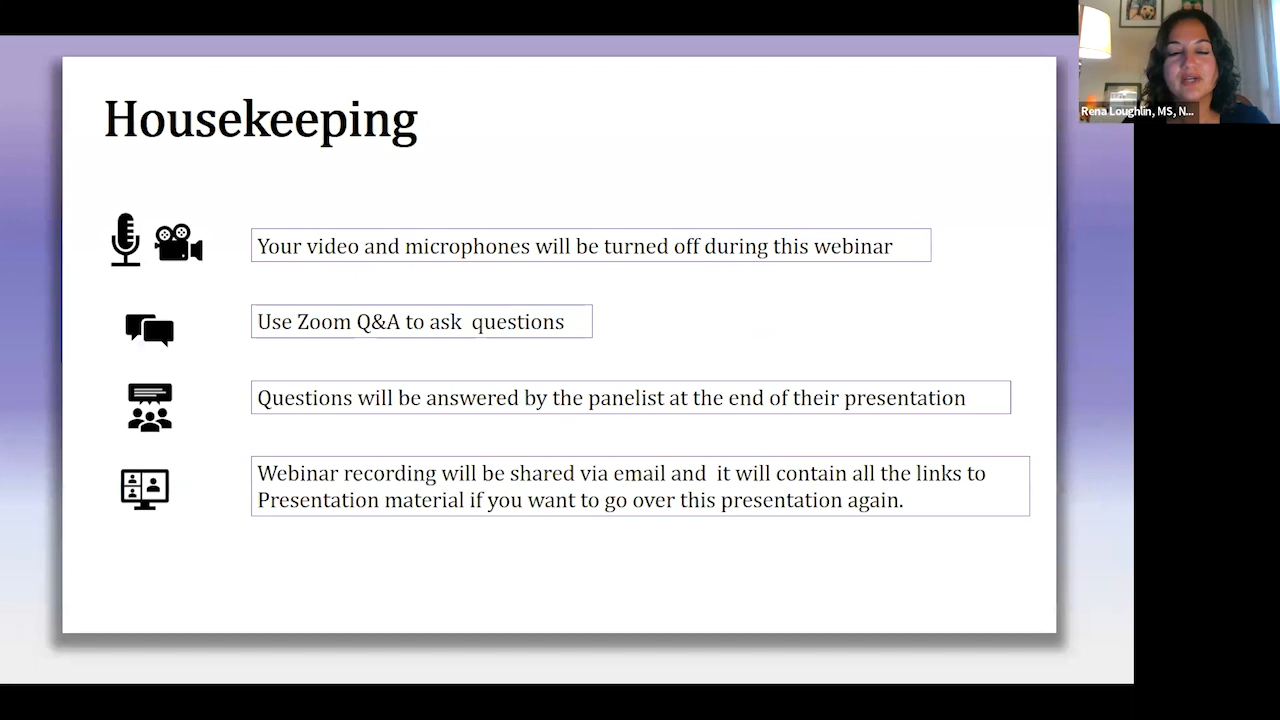 Housekeeping
Your video and microphones will be turned off during this webinar
Use Zoom Q&A to ask  questions
Questions will be answered by the panelist at the end of their presentation
Webinar recording will be shared via email and  it will contain all the links to
Presentation material if you want to go over this presentation again.
Rena Loughlin, MS, N...